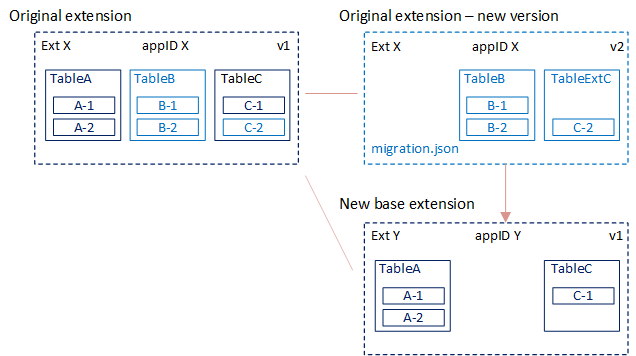 Original extension
Ext X appID X v1
TableA TableB TableC
A-1 B-1 C-1
A-2 B-2 C-2
Original extension – new version
Ext X appID X v2
TableB TableExtC
B-1
B-2 C-2
migration.json
New base extension
Ext Y appID Y v1
TableA TableC
A-1 C-1
A-2